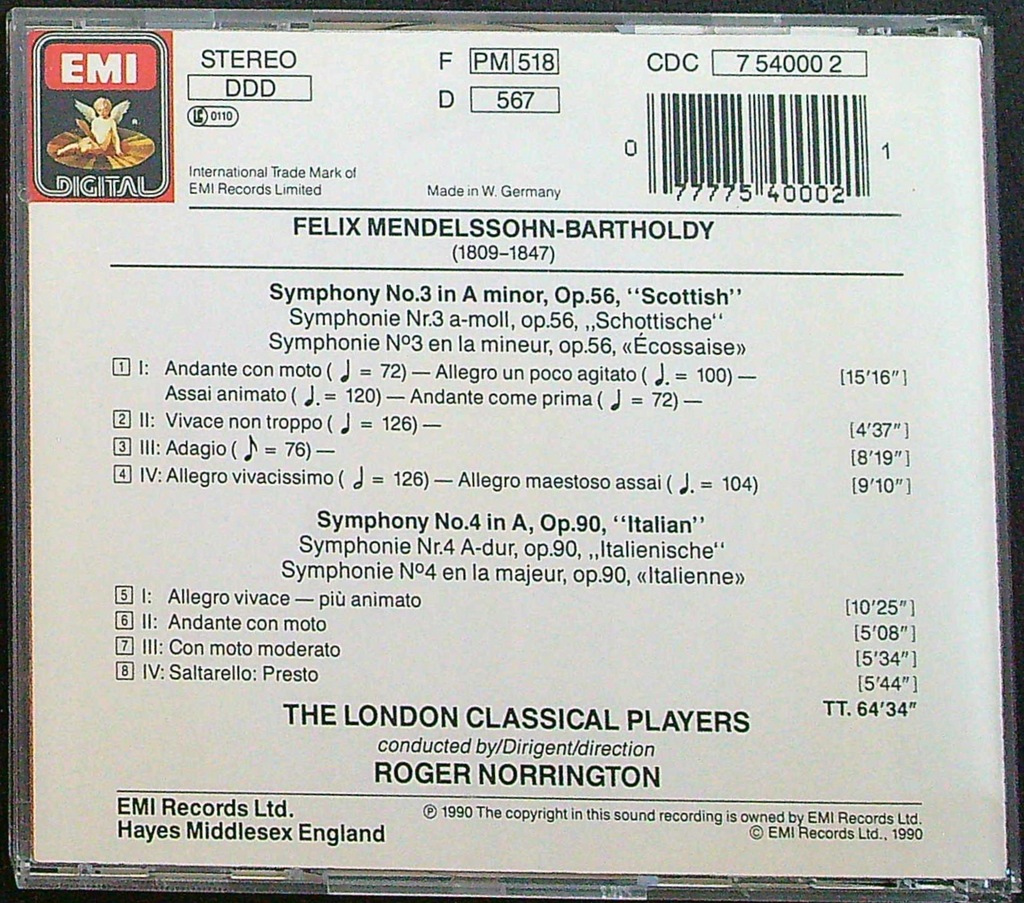 EMI
DIGITAL
STEREO
DDD
LC 0110
F PM 518
D 567
CDC 7 54000 2
0 77775 40002 1
International Trade Mark of
EMI Records Limited
Made in W. Germany
FELIX MENDELSSOHN-BARTHOLDY
(1809–1847)
Symphony No.3 in A minor, Op.56, "Scottish"
Symphonie Nr.3 a-moll, op.56, „Schottische“
Symphonie Nº3 en la mineur, op.56, «Écossaise»
1 I: Andante con moto ( ♩ = 72) — Allegro un poco agitato ( ♩. = 100) — [15'16"]
Assai animato ( ♩. = 120) — Andante come prima ( ♩ = 72) —
2 II: Vivace non troppo ( ♩ = 126) — [4'37"]
3 III: Adagio ( ♪ = 76) — [8'19"]
4 IV: Allegro vivacissimo ( 𝅗𝅥 = 126) — Allegro maestoso assai ( ♩. = 104) [9'10"]
Symphony No.4 in A, Op.90, "Italian"
Symphonie Nr.4 A-dur, op.90, „Italienische“
Symphonie Nº4 en la majeur, op.90, «Italienne»
5 I: Allegro vivace — più animato [10'25"]
6 II: Andante con moto [5'08"]
7 III: Con moto moderato [5'34"]
8 IV: Saltarello: Presto [5'44"]
TT. 64'34"
THE LONDON CLASSICAL PLAYERS
conducted by/Dirigent/direction
ROGER NORRINGTON
EMI Records Ltd.
Hayes Middlesex England
℗ 1990 The copyright in this sound recording is owned by EMI Records Ltd.
© EMI Records Ltd., 1990